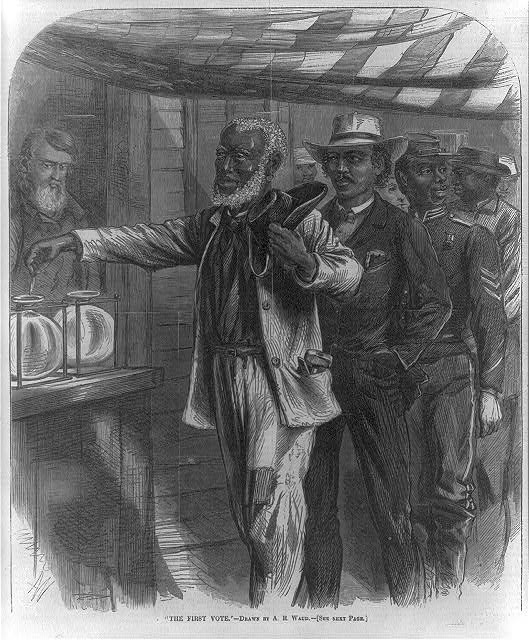 "THE FIRST VOTE."—DRAWN BY A. R. WAUD.—[SEE NEXT PAGE.]